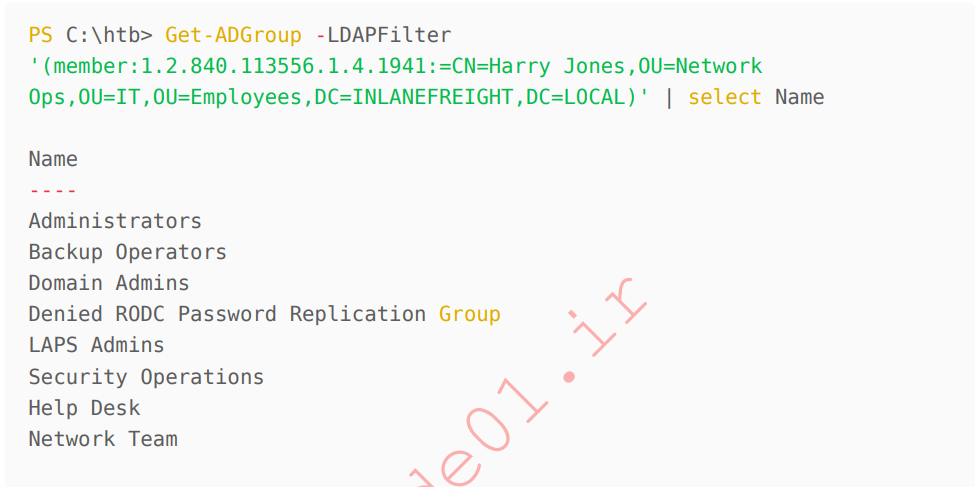 PS C:\htb> Get-ADGroup -LDAPFilter
'(member:1.2.840.113556.1.4.1941:=CN=Harry Jones,OU=Network
Ops,OU=IT,OU=Employees,DC=INLANEFREIGHT,DC=LOCAL)' | select Name
Name
----
Administrators
Backup Operators
Domain Admins
Denied RODC Password Replication Group
LAPS Admins
Security Operations
Help Desk
Network Team
de01.ir